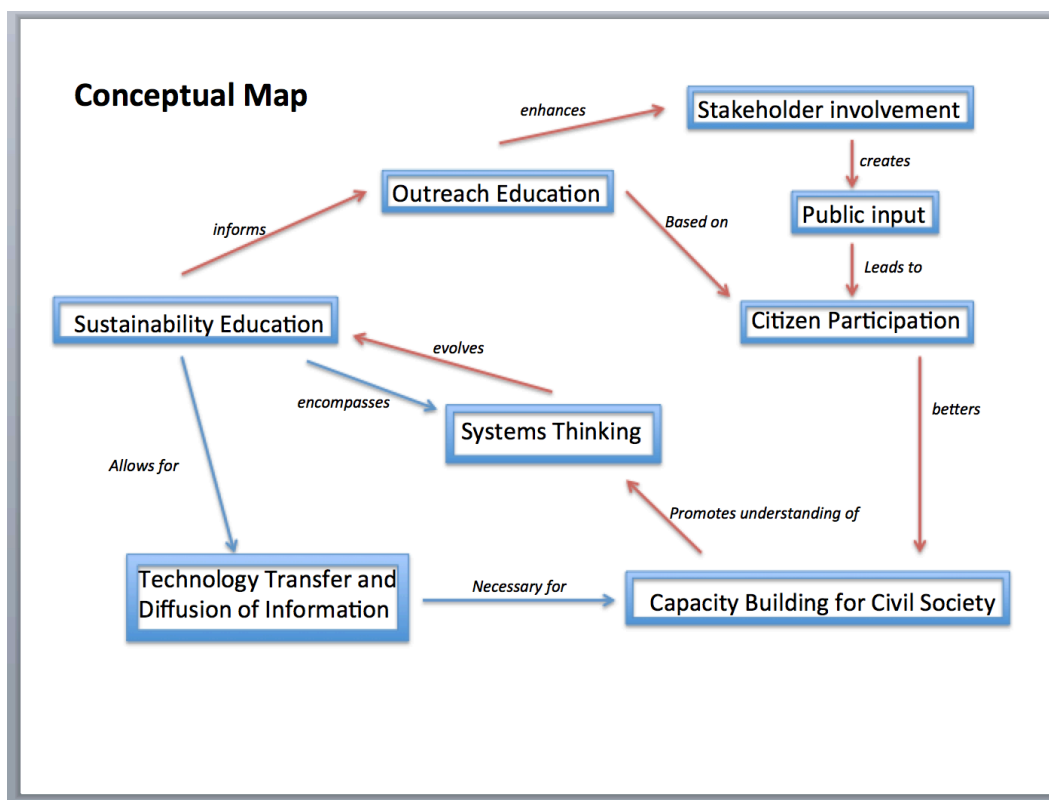 Conceptual Map
enhances
Stakeholder involvement
creates
Outreach Education
Public input
informs
Based on
Leads to
Sustainability Education
Citizen Participation
evolves
encompasses
betters
Systems Thinking
Allows for
Promotes understanding of
Technology Transfer and
Diffusion of Information
Necessary for
Capacity Building for Civil Society